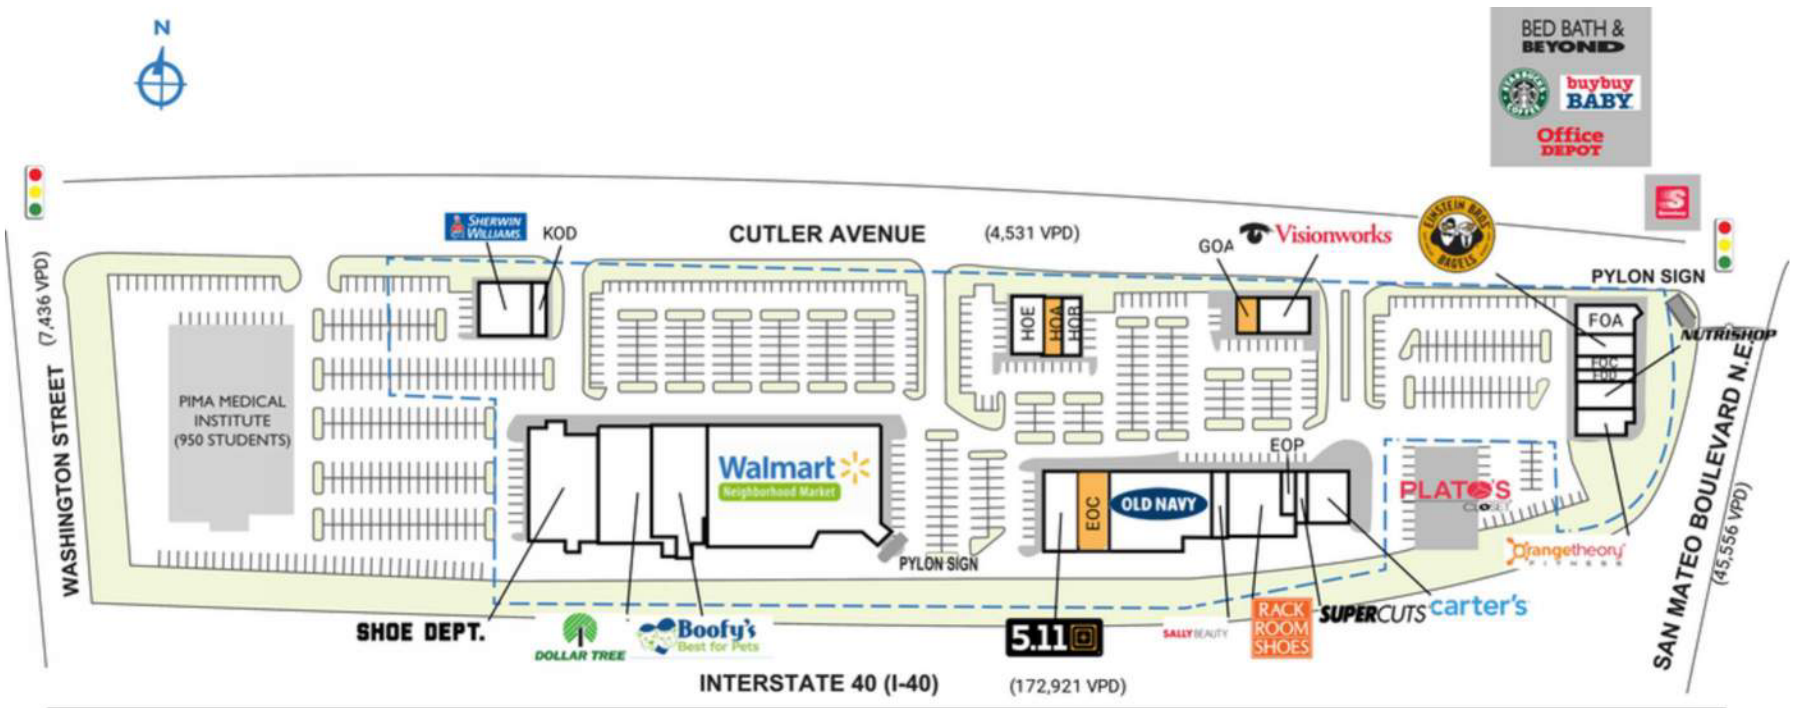 N
BED BATH &
BEYOND
STARBUCKS
COFFEE
buybuy
BABY
Office
DEPOT
S
SHERWIN
WILLIAMS.
KOD
CUTLER AVENUE
(4,531 VPD)
GOA
Visionworks
EINSTEIN BROS
BAGELS
PYLON SIGN
WASHINGTON STREET
(7,436 VPD)
PIMA MEDICAL
INSTITUTE
(950 STUDENTS)
HOE
HOA
HOB
FOA
FOC
FOD
NUTRISHOP
SAN MATEO BOULEVARD N.E.
(45,556 VPD)
Walmart
Neighborhood Market
PYLON SIGN
EOC
OLD NAVY
EOP
PLATO'S
CLOSET
Orangetheory
FITNESS
SHOE DEPT.
DOLLAR TREE
Boofy's
Best for Pets
5.11
SALLY BEAUTY
RACK
ROOM
SHOES
SUPERCUTS
carter's
INTERSTATE 40 (I-40)
(172,921 VPD)